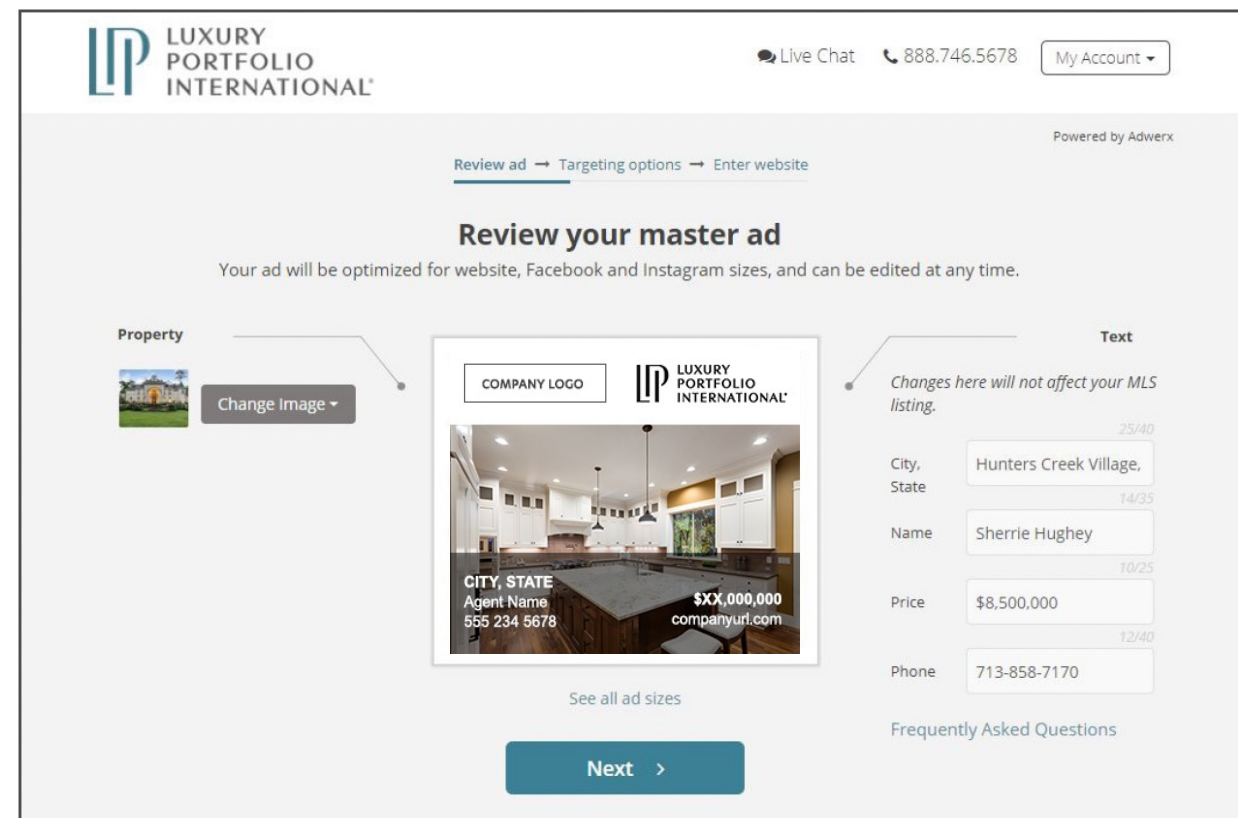 LUXURY
PORTFOLIO
INTERNATIONAL®
Live Chat 888.746.5678 My Account
Powered by Adwerx
Review ad → Targeting options → Enter website
Review your master ad
Your ad will be optimized for website, Facebook and Instagram sizes, and can be edited at any time.
Property
Change Image
COMPANY LOGO
LUXURY
PORTFOLIO
INTERNATIONAL®
CITY, STATE
Agent Name
555 234 5678
$XX,000,000
companyurl.com
See all ad sizes
Next >
Text
Changes here will not affect your MLS
listing.
25/40
City,
State
Hunters Creek Village,
14/35
Name
Sherrie Hughey
10/25
Price
$8,500,000
12/40
Phone
713-858-7170
Frequently Asked Questions